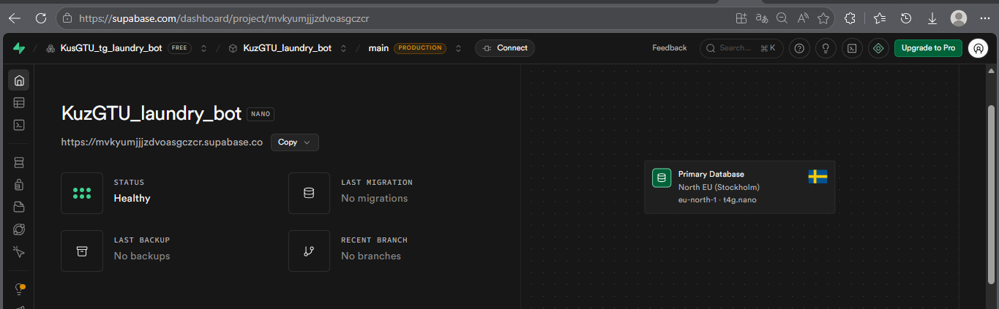 https://supabase.com/dashboard/project/mvkyumjjjzdvoasgczcr
KusGTU_tg_laundry_bot FREE / KuzGTU_laundry_bot / main PRODUCTION Connect Feedback Search... ⌘K Upgrade to Pro
KuzGTU_laundry_bot NANO
https://mvkyumjjjzdvoasgczcr.supabase.co Copy
STATUS
Healthy
LAST MIGRATION
No migrations
LAST BACKUP
No backups
RECENT BRANCH
No branches
Primary Database
North EU (Stockholm)
eu-north-1 · t4g.nano